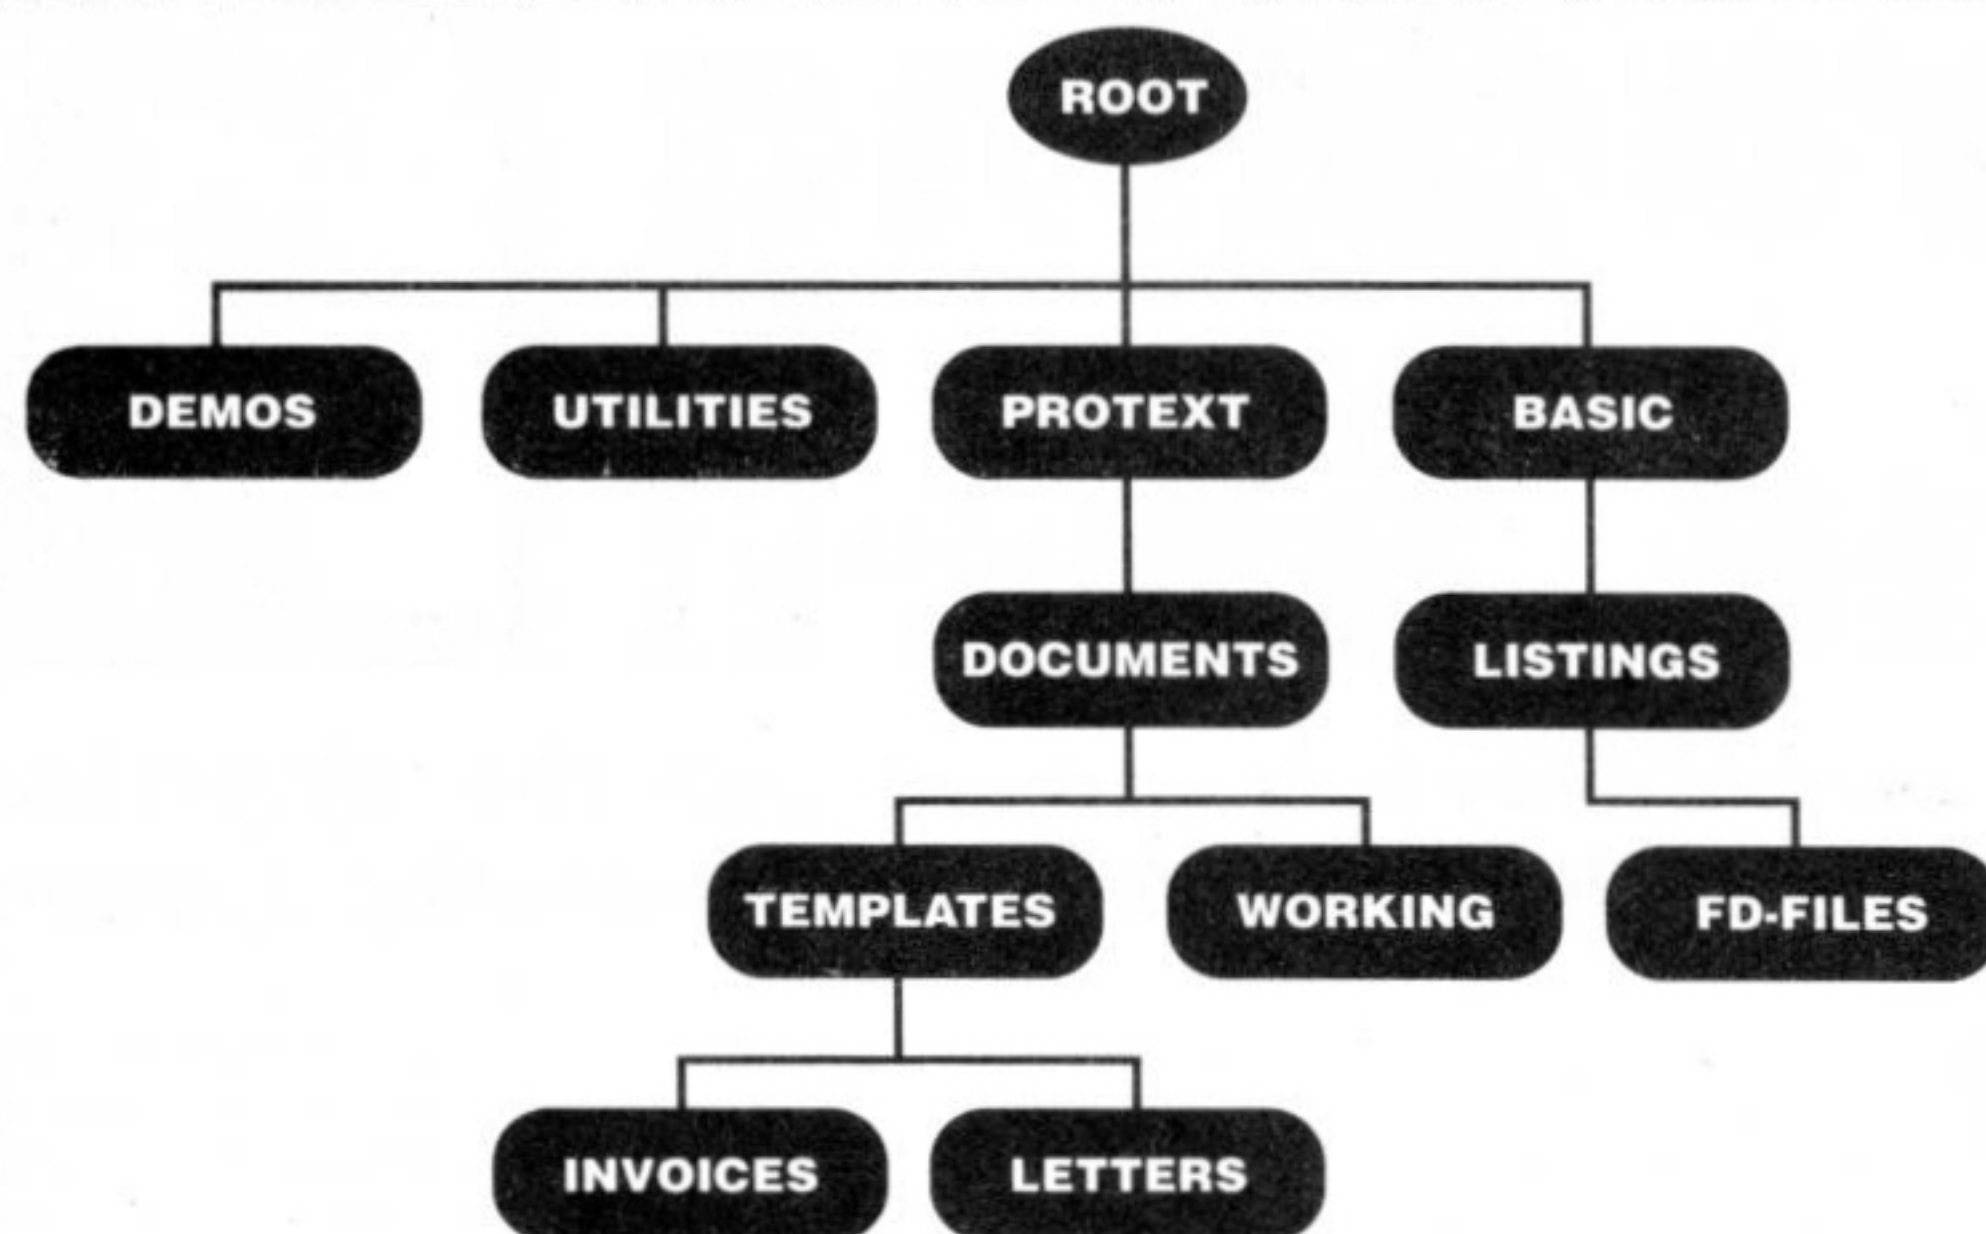 ROOT
DEMOS
UTILITIES
PROTEXT
BASIC
DOCUMENTS
LISTINGS
TEMPLATES
WORKING
FD-FILES
INVOICES
LETTERS